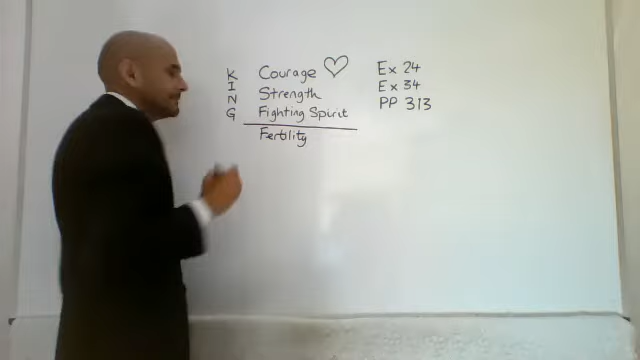 K
I
N
G
Courage ♡
Strength
Fighting Spirit
Fertility
Ex 24
Ex 34
PP 313